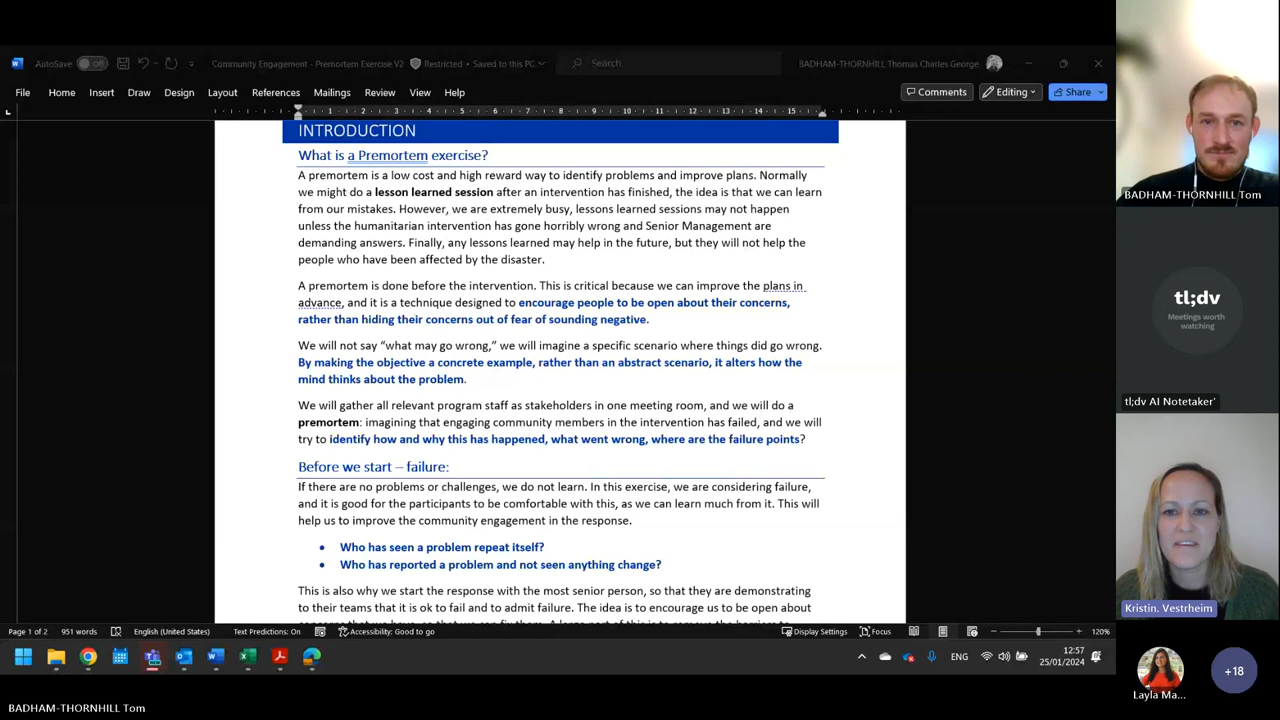 AutoSave Off Community Engagement - Premortem Exercise V2 Restricted • Saved to this PC Search BADHAM-THORNHILL Thomas Charles George
File Home Insert Draw Design Layout References Mailings Review View Help Comments Editing Share
1 2 3 4 5 6 7 8 9 10 11 12 13 14 15
INTRODUCTION
What is a Premortem exercise?
A premortem is a low cost and high reward way to identify problems and improve plans. Normally
we might do a lesson learned session after an intervention has finished, the idea is that we can learn
from our mistakes. However, we are extremely busy, lessons learned sessions may not happen
unless the humanitarian intervention has gone horribly wrong and Senior Management are
demanding answers. Finally, any lessons learned may help in the future, but they will not help the
people who have been affected by the disaster.
A premortem is done before the intervention. This is critical because we can improve the plans in
advance, and it is a technique designed to encourage people to be open about their concerns,
rather than hiding their concerns out of fear of sounding negative.
We will not say “what may go wrong,” we will imagine a specific scenario where things did go wrong.
By making the objective a concrete example, rather than an abstract scenario, it alters how the
mind thinks about the problem.
We will gather all relevant program staff as stakeholders in one meeting room, and we will do a
premortem: imagining that engaging community members in the intervention has failed, and we will
try to identify how and why this has happened, what went wrong, where are the failure points?
Before we start – failure:
If there are no problems or challenges, we do not learn. In this exercise, we are considering failure,
and it is good for the participants to be comfortable with this, as we can learn much from it. This will
help us to improve the community engagement in the response.
• Who has seen a problem repeat itself?
• Who has reported a problem and not seen anything change?
This is also why we start the response with the most senior person, so that they are demonstrating
to their teams that it is ok to fail and to admit failure. The idea is to encourage us to be open about
Page 1 of 2 951 words English (United States) Text Predictions: On Accessibility: Good to go Display Settings Focus 120%
ENG 12:57
25/01/2024
BADHAM-THORNHILL Tom
BADHAM-THORNHILL Tom
tl;dv
Meetings worth
watching
tl;dv AI Notetaker'
Kristin. Vestrheim
Layla Ma...
+18